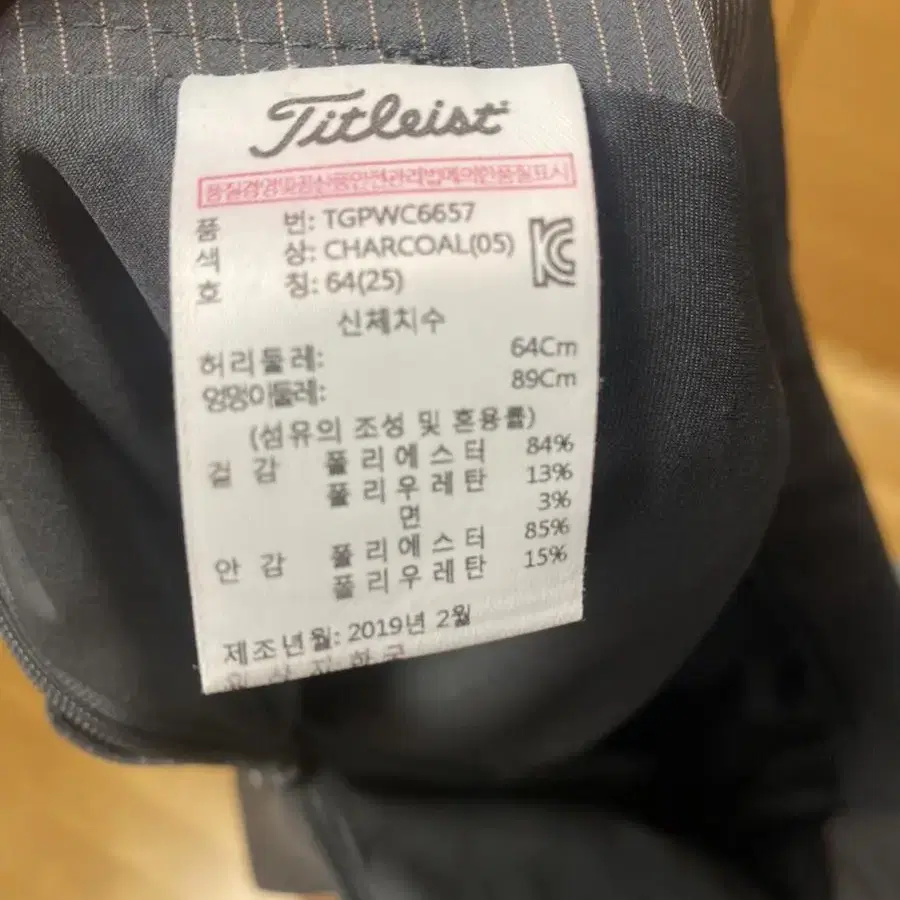 Titleist
품질경영및공산품안전관리법에의한품질표시
품 번: TGPWC6657
색 상: CHARCOAL(05)
호 칭: 64(25)
신체치수
허리둘레: 64Cm
엉덩이둘레: 89Cm
(섬유의 조성 및 혼용률)
겉 감 폴리에스터 84%
폴리우레탄 13%
면 3%
안 감 폴리에스터 85%
폴리우레탄 15%
제조년월: 2019년 2월